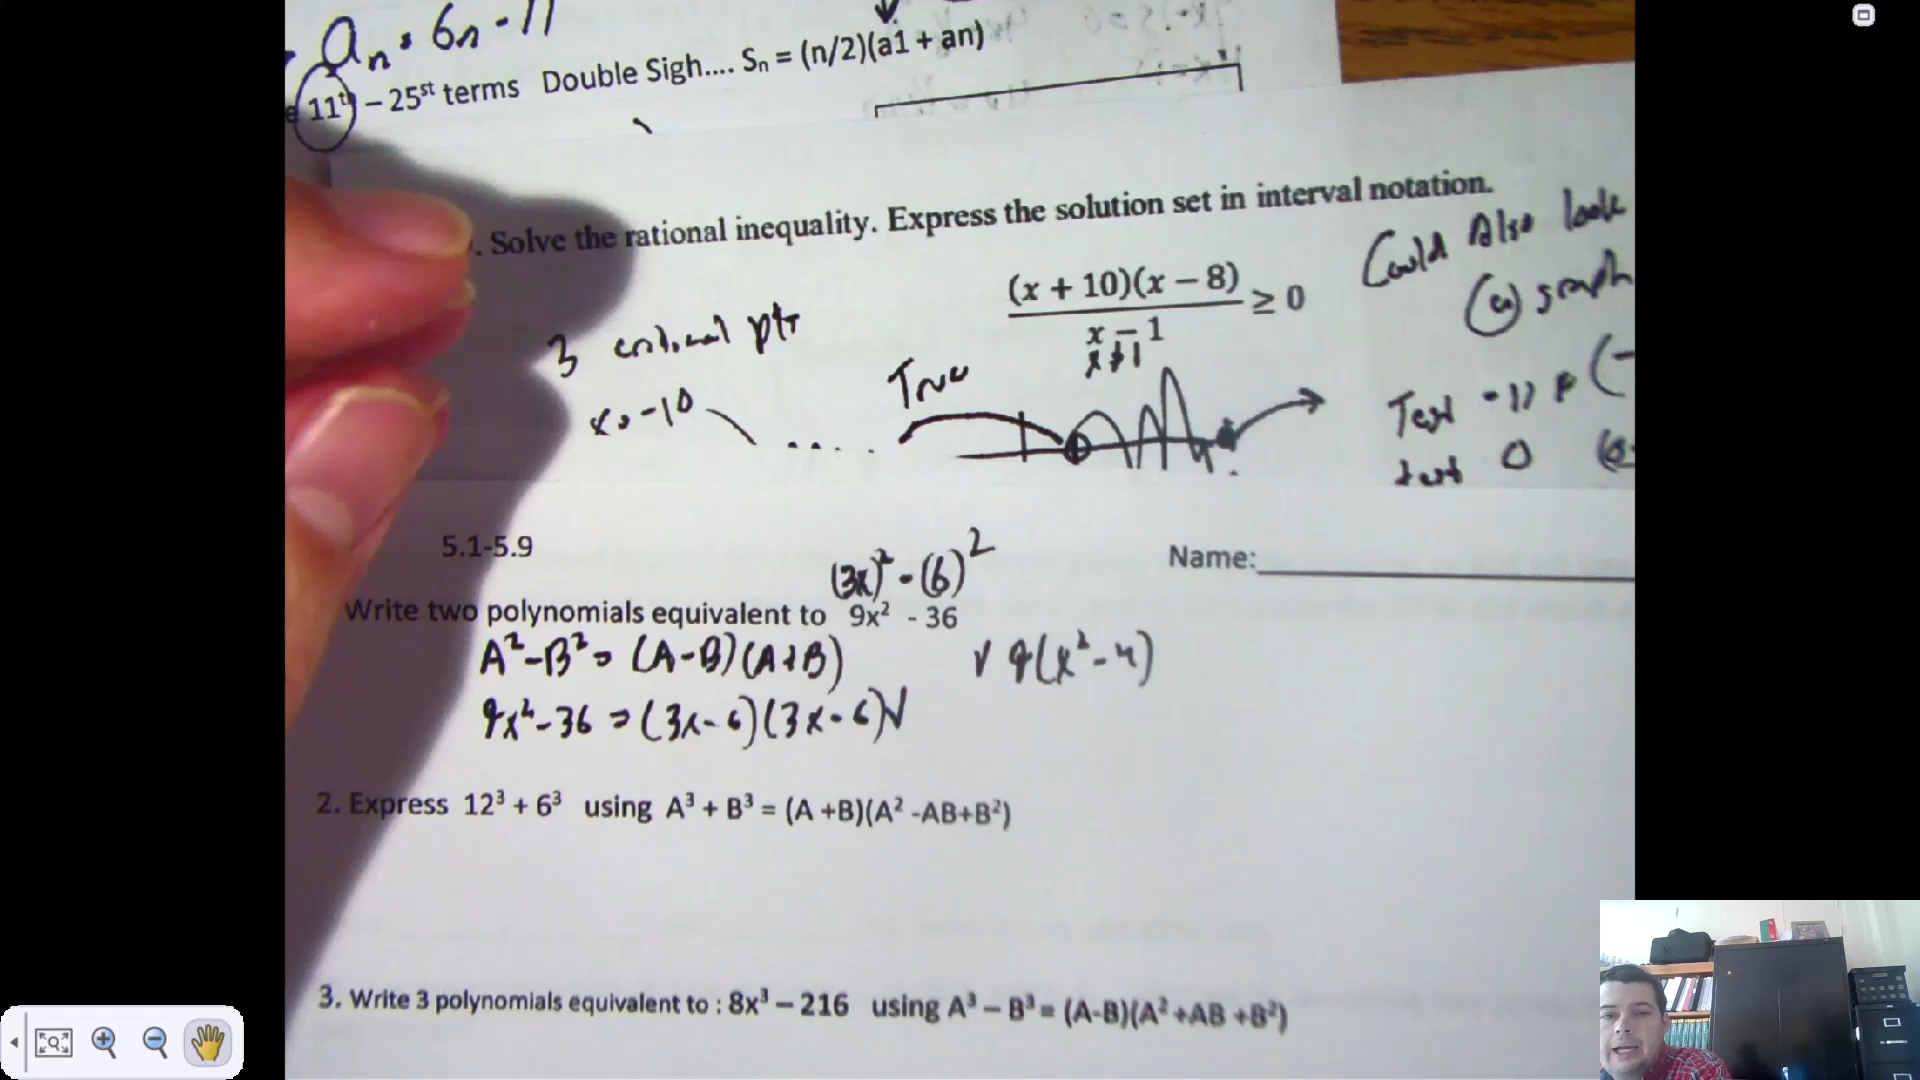 an = 6n - 11
11th – 25st terms Double Sigh.... Sn = (n/2)(a1 + an)
. Solve the rational inequality. Express the solution set in interval notation.
(x + 10)(x − 8)
x − 1
≥ 0
Could Also look
@ graph
3 critical pts
x ≠ 1
True
x = -10
Test -11
test 0
5.1-5.9
Name:
(3x)² - (6)²
Write two polynomials equivalent to 9x² - 36
A² - B² = (A - B)(A + B)
√ 9(x² - 4)
9x² - 36 = (3x - 6)(3x - 6) √
2. Express 12³ + 6³ using A³ + B³ = (A +B)(A² -AB+B²)
3. Write 3 polynomials equivalent to : 8x³ – 216 using A³ – B³ = (A-B)(A² +AB +B²)